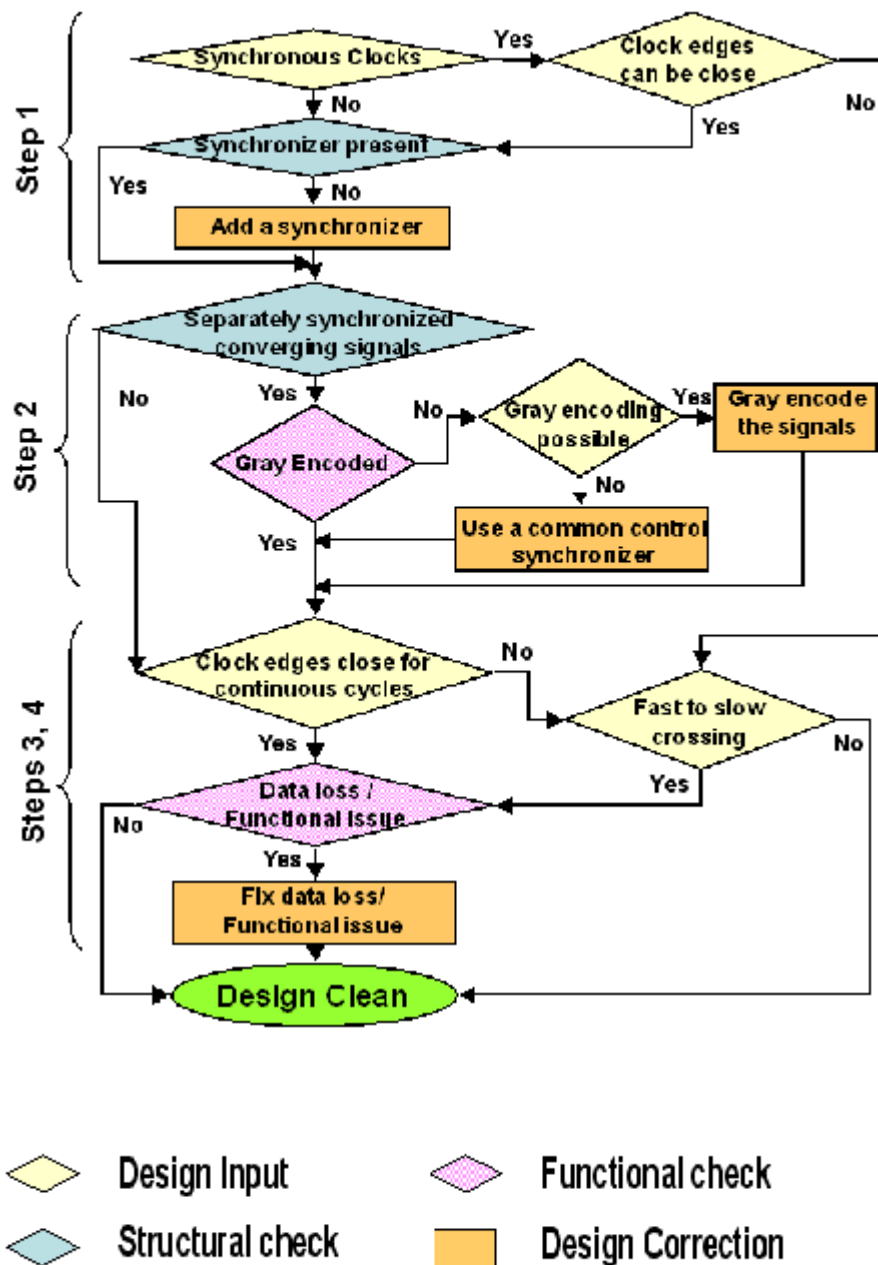 Synchronous Clocks
Yes
Clock edges
can be close
No
No
Yes
Step 1
Synchronizer present
Yes
No
Add a synchronizer
Separately synchronized
converging signals
Step 2
No
Yes
Gray Encoded
No
Gray encoding
possible
Yes
Gray encode
the signals
No
Use a common control
synchronizer
Yes
Steps 3, 4
Clock edges close for
continuous cycles
No
Fast to slow
crossing
No
Yes
Yes
Data loss /
Functional issue
No
Yes
Fix data loss/
Functional issue
Design Clean
Design Input
Functional check
Structural check
Design Correction